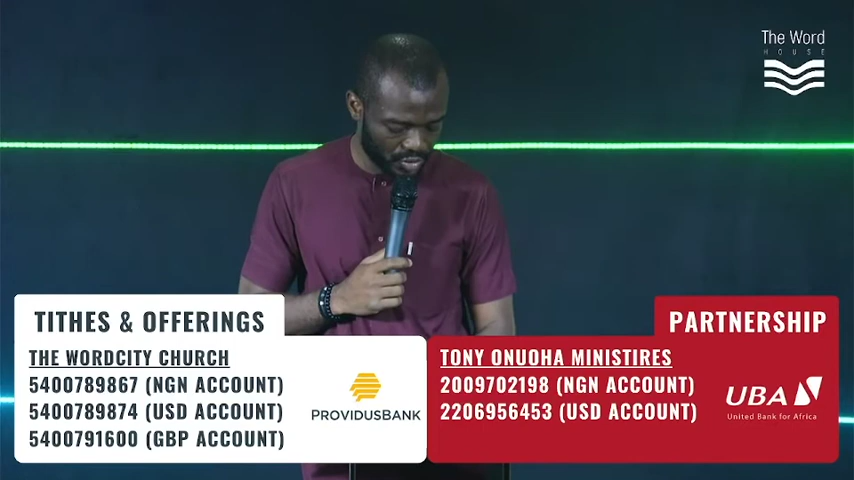 The Word
HOUSE
TITHES & OFFERINGS
THE WORDCITY CHURCH
5400789867 (NGN ACCOUNT)
5400789874 (USD ACCOUNT)
5400791600 (GBP ACCOUNT)
PROVIDUSBANK
PARTNERSHIP
TONY ONUOHA MINISTIRES
2009702198 (NGN ACCOUNT)
2206956453 (USD ACCOUNT)
UBA
United Bank for Africa